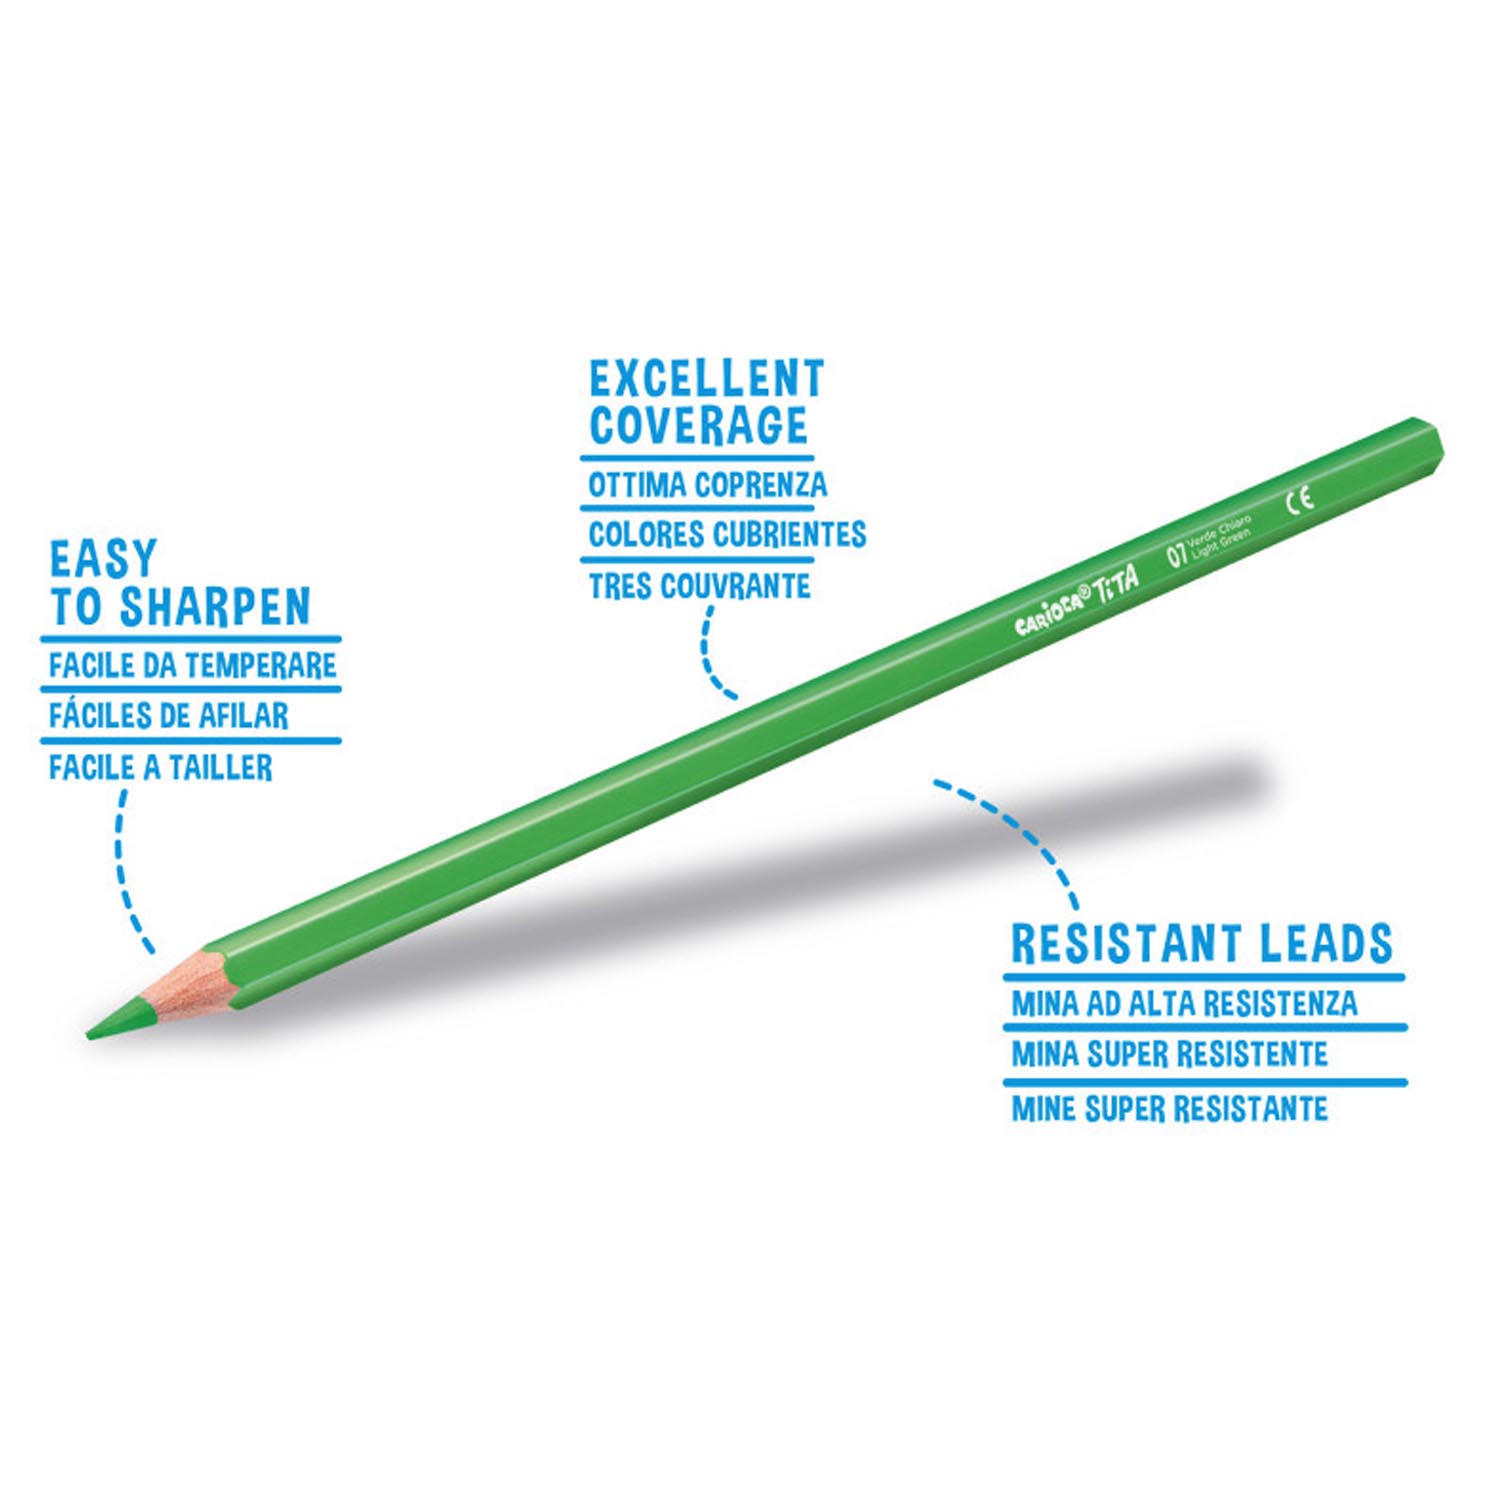 EXCELLENT
COVERAGE
OTTIMA COPRENZA
COLORES CUBRIENTES
TRES COUVRANTE
EASY
TO SHARPEN
FACILE DA TEMPERARE
FÁCILES DE AFILAR
FACILE A TAILLER
CARIOCA® TiTA
07 Verde Chiaro
Light Green
CE
RESISTANT LEADS
MINA AD ALTA RESISTENZA
MINA SUPER RESISTENTE
MINE SUPER RESISTANTE